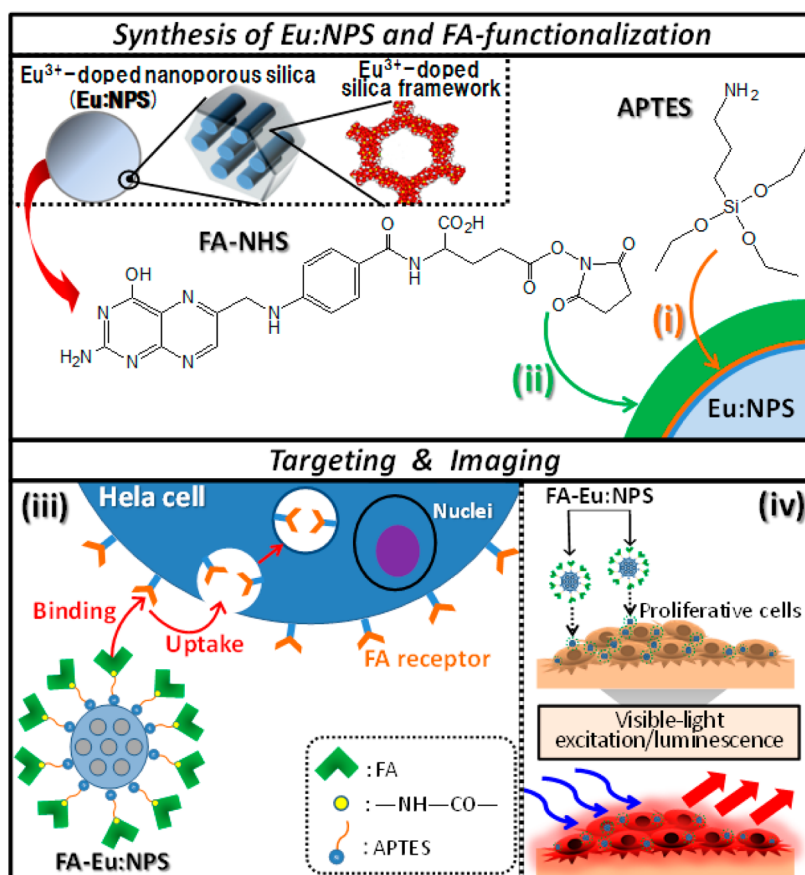 Synthesis of Eu:NPS and FA-functionalization
Eu³⁺−doped nanoporous silica
(Eu:NPS)
Eu³⁺−doped
silica framework
APTES
NH₂
Si
O
O
O
FA-NHS
OH
N
N
H₂N
N
N
NH
O
N
H
CO₂H
O
O
N
O
O
(i)
(ii)
Eu:NPS
Targeting & Imaging
(iii)
Hela cell
Nuclei
Binding
Uptake
FA receptor
FA-Eu:NPS
: FA
: —NH—CO—
: APTES
(iv)
FA-Eu:NPS
Proliferative cells
Visible-light
excitation/luminescence